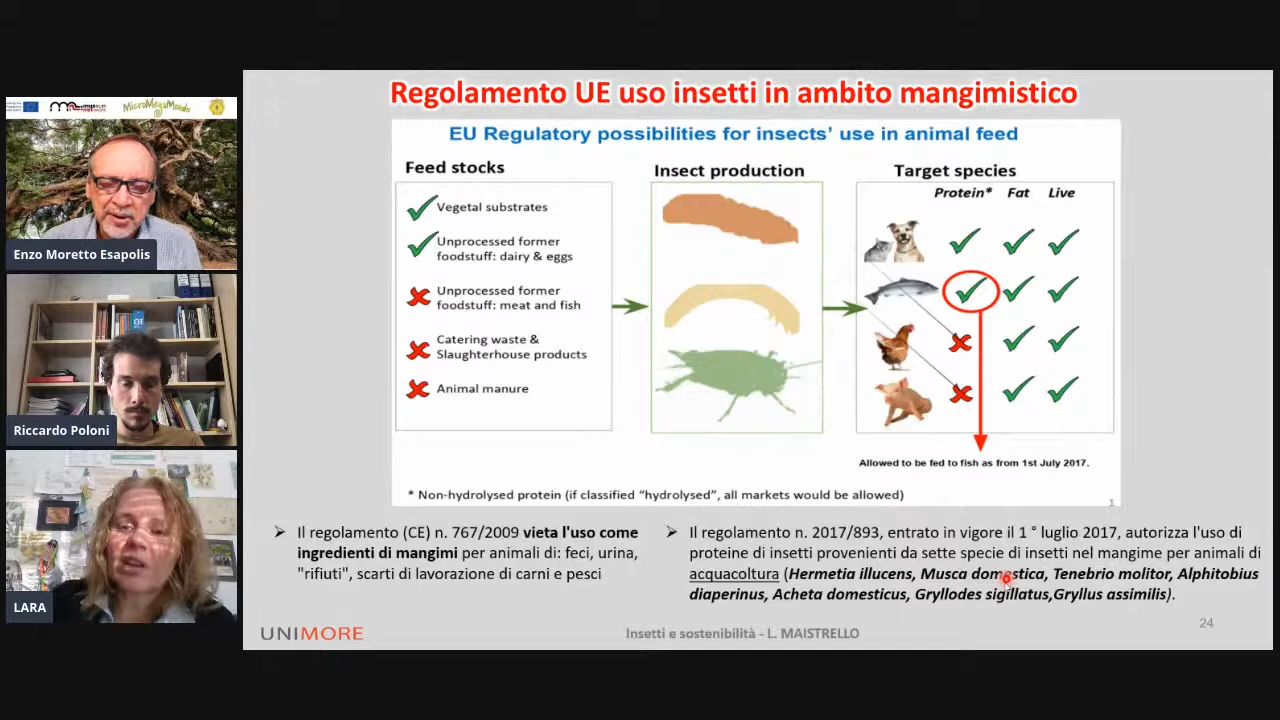 MicroMegaMondo
Enzo Moretto Esapolis
Riccardo Poloni
LARA
Regolamento UE uso insetti in ambito mangimistico
EU Regulatory possibilities for insects’ use in animal feed
Feed stocks
Vegetal substrates
Unprocessed former
foodstuff: dairy & eggs
Unprocessed former
foodstuff: meat and fish
Catering waste &
Slaughterhouse products
Animal manure
Insect production
Target species
Protein* Fat Live
Allowed to be fed to fish as from 1st July 2017.
* Non-hydrolysed protein (if classified “hydrolysed”, all markets would be allowed)
1
Il regolamento (CE) n. 767/2009 vieta l'uso come
ingredienti di mangimi per animali di: feci, urina,
"rifiuti", scarti di lavorazione di carni e pesci
Il regolamento n. 2017/893, entrato in vigore il 1 ° luglio 2017, autorizza l'uso di
proteine di insetti provenienti da sette specie di insetti nel mangime per animali di
acquacoltura (Hermetia illucens, Musca domestica, Tenebrio molitor, Alphitobius
diaperinus, Acheta domesticus, Gryllodes sigillatus,Gryllus assimilis).
UNIMORE
Insetti e sostenibilità - L. MAISTRELLO
24